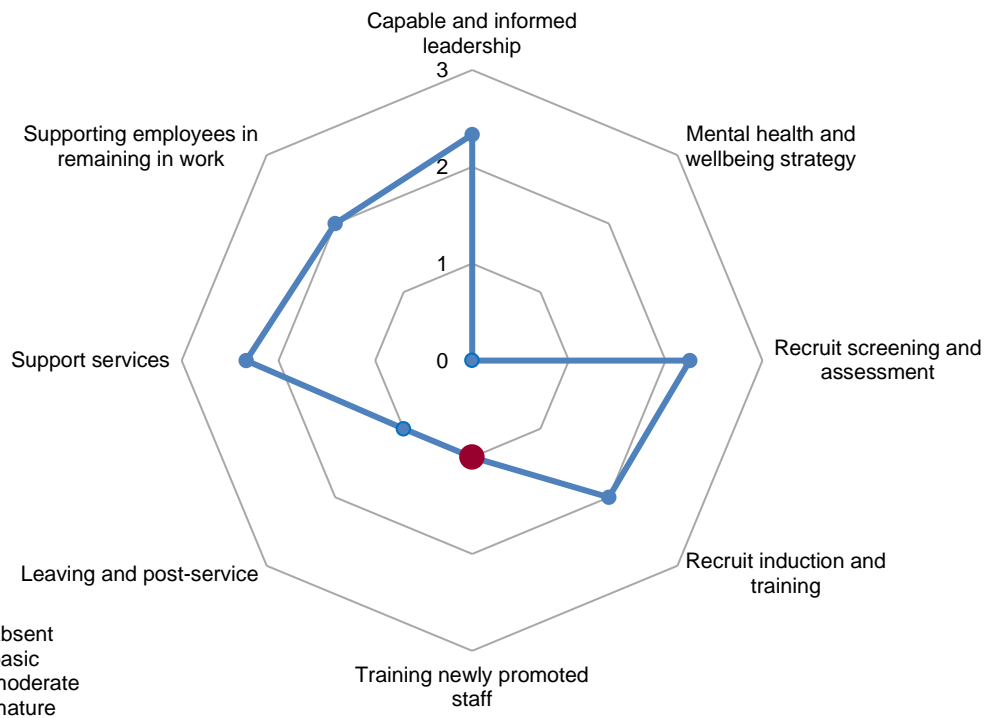 Capable and informed
leadership
3
Supporting employees in
remaining in work
Mental health and
wellbeing strategy
2
1
Support services
0
Recruit screening and
assessment
Leaving and post-service
Recruit induction and
training
Training newly promoted
staff